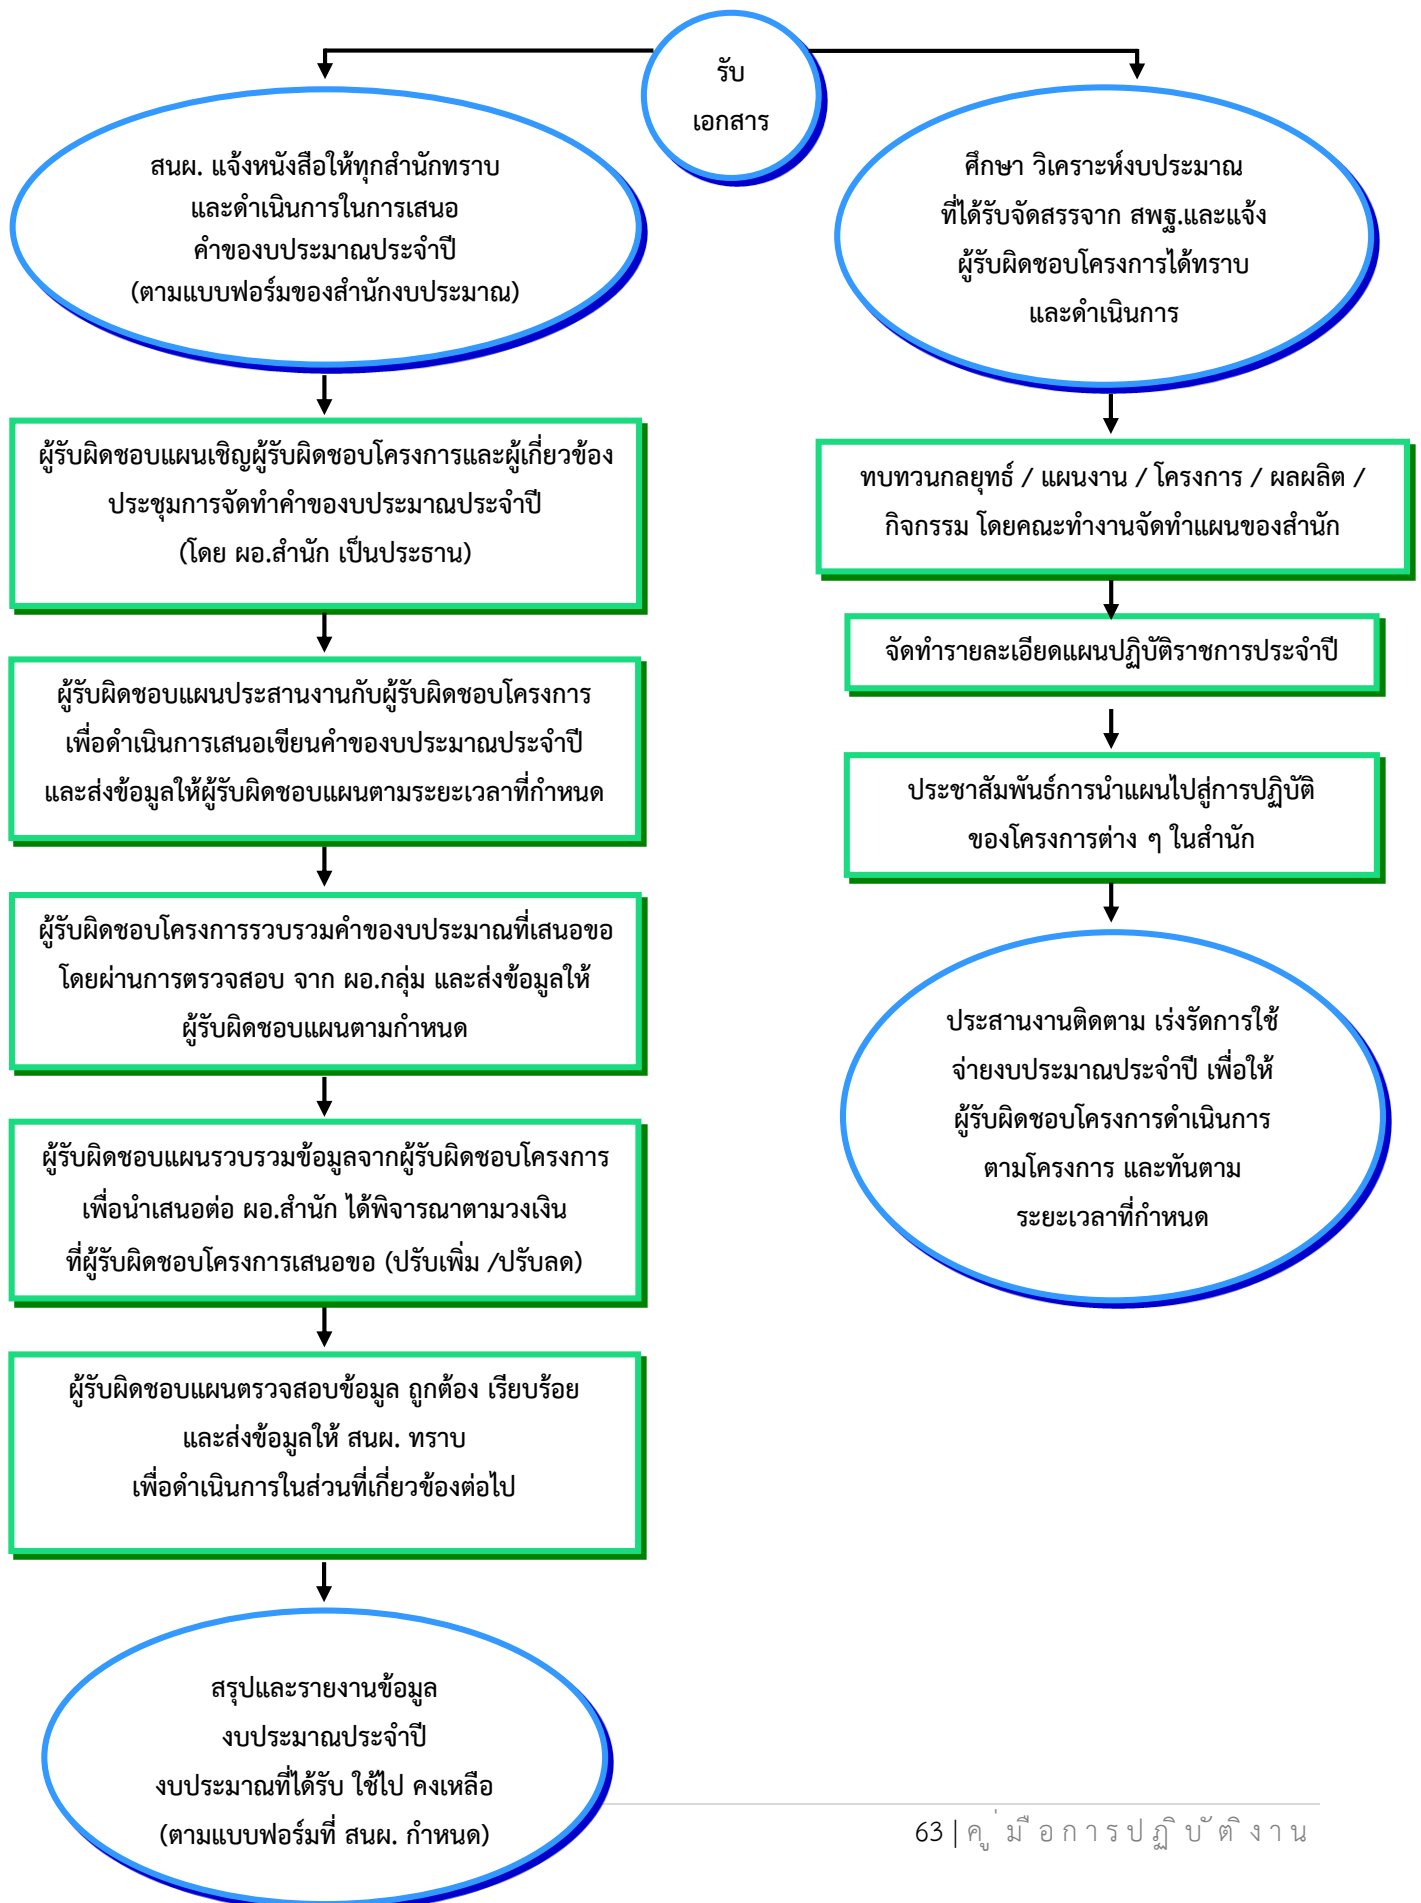 รับ
เอกสาร
สนผ. แจ้งหนังสือให้ทุกสำนักทราบ
และดำเนินการในการเสนอ
คำของบประมาณประจำปี
(ตามแบบฟอร์มของสำนักงบประมาณ)
ผู้รับผิดชอบแผนเชิญผู้รับผิดชอบโครงการและผู้เกี่ยวข้อง
ประชุมการจัดทำคำของบประมาณประจำปี
(โดย ผอ.สำนัก เป็นประธาน)
ผู้รับผิดชอบแผนประสานงานกับผู้รับผิดชอบโครงการ
เพื่อดำเนินการเสนอเขียนคำของบประมาณประจำปี
และส่งข้อมูลให้ผู้รับผิดชอบแผนตามระยะเวลาที่กำหนด
ผู้รับผิดชอบโครงการรวบรวมคำของบประมาณที่เสนอขอ
โดยผ่านการตรวจสอบ จาก ผอ.กลุ่ม และส่งข้อมูลให้
ผู้รับผิดชอบแผนตามกำหนด
ผู้รับผิดชอบแผนรวบรวมข้อมูลจากผู้รับผิดชอบโครงการ
เพื่อนำเสนอต่อ ผอ.สำนัก ได้พิจารณาตามวงเงิน
ที่ผู้รับผิดชอบโครงการเสนอขอ (ปรับเพิ่ม /ปรับลด)
ผู้รับผิดชอบแผนตรวจสอบข้อมูล ถูกต้อง เรียบร้อย
และส่งข้อมูลให้ สนผ. ทราบ
เพื่อดำเนินการในส่วนที่เกี่ยวข้องต่อไป
สรุปและรายงานข้อมูล
งบประมาณประจำปี
งบประมาณที่ได้รับ ใช้ไป คงเหลือ
(ตามแบบฟอร์มที่ สนผ. กำหนด)
ศึกษา วิเคราะห์งบประมาณ
ที่ได้รับจัดสรรจาก สพฐ.และแจ้ง
ผู้รับผิดชอบโครงการได้ทราบ
และดำเนินการ
ทบทวนกลยุทธ์ / แผนงาน / โครงการ / ผลผลิต /
กิจกรรม โดยคณะทำงานจัดทำแผนของสำนัก
จัดทำรายละเอียดแผนปฏิบัติราชการประจำปี
ประชาสัมพันธ์การนำแผนไปสู่การปฏิบัติ
ของโครงการต่าง ๆ ในสำนัก
ประสานงานติดตาม เร่งรัดการใช้
จ่ายงบประมาณประจำปี เพื่อให้
ผู้รับผิดชอบโครงการดำเนินการ
ตามโครงการ และทันตาม
ระยะเวลาที่กำหนด
63 | คู่มือการปฏิบัติงาน